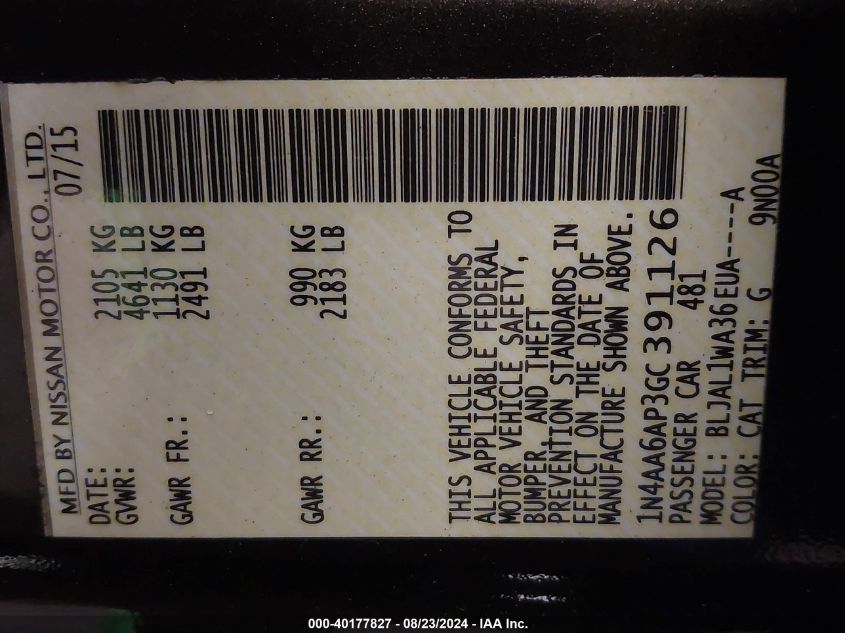 MFD BY NISSAN MOTOR CO., LTD.
DATE: 07/15
GVWR: 2105 KG
4641 LB
GAWR FR.: 1130 KG
2491 LB
GAWR RR.: 990 KG
2183 LB
THIS VEHICLE CONFORMS TO
ALL APPLICABLE FEDERAL
MOTOR VEHICLE SAFETY,
BUMPER, AND THEFT
PREVENTION STANDARDS IN
EFFECT ON THE DATE OF
MANUFACTURE SHOWN ABOVE.
1N4AA6AP3GC391126
PASSENGER CAR 481
MODEL: BLJAL1WA36EUA----A
COLOR: CAT TRIM: G 9N00A
000-40177827 - 08/23/2024 - IAA Inc.